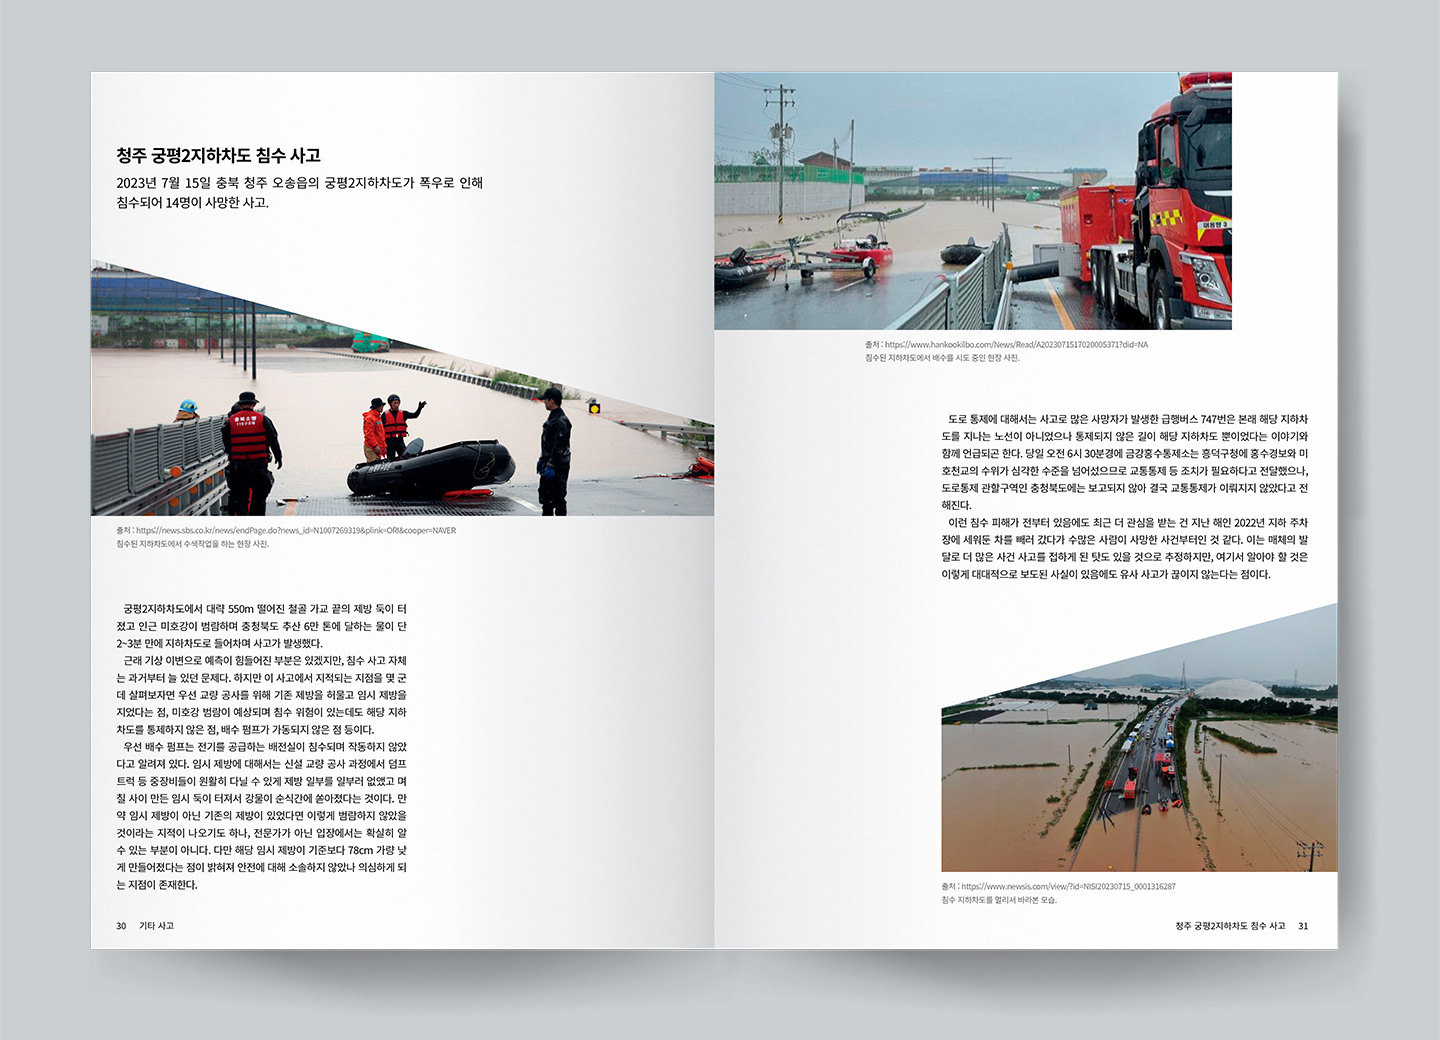 청주 궁평2지하차도 침수 사고
2023년 7월 15일 충북 청주 오송읍의 궁평2지하차도가 폭우로 인해
침수되어 14명이 사망한 사고.
출처 : https://news.sbs.co.kr/news/endPage.do?news_id=N1007269319&plink=ORI&cooper=NAVER
침수된 지하차도에서 수색작업을 하는 현장 사진.
궁평2지하차도에서 대략 550m 떨어진 철골 가교 끝의 제방 둑이 터
졌고 인근 미호강이 범람하며 충청북도 추산 6만 톤에 달하는 물이 단
2~3분 만에 지하차도로 들어차며 사고가 발생했다.
근래 기상 이변으로 예측이 힘들어진 부분은 있겠지만, 침수 사고 자체
는 과거부터 늘 있던 문제다. 하지만 이 사고에서 지적되는 지점을 몇 군
데 살펴보자면 우선 교량 공사를 위해 기존 제방을 허물고 임시 제방을
지었다는 점, 미호강 범람이 예상되며 침수 위험이 있는데도 해당 지하
차도를 통제하지 않은 점, 배수 펌프가 가동되지 않은 점 등이다.
우선 배수 펌프는 전기를 공급하는 배전실이 침수되며 작동하지 않았
다고 알려져 있다. 임시 제방에 대해서는 신설 교량 공사 과정에서 덤프
트럭 등 중장비들이 원활히 다닐 수 있게 제방 일부를 일부러 없앴고 며
칠 사이 만든 임시 둑이 터져서 강물이 순식간에 쏟아졌다는 것이다. 만
약 임시 제방이 아닌 기존의 제방이 있었다면 이렇게 범람하지 않았을
것이라는 지적이 나오기도 하나, 전문가가 아닌 입장에서는 확실히 알
수 있는 부분이 아니다. 다만 해당 임시 제방이 기준보다 78cm 가량 낮
게 만들어졌다는 점이 밝혀져 안전에 대해 소솔하지 않았나 의심하게 되
는 지점이 존재한다.
30 기타 사고
출처 : https://www.hankookilbo.com/News/Read/A2023071517020005371?did=NA
침수된 지하차도에서 배수를 시도 중인 현장 사진.
도로 통제에 대해서는 사고로 많은 사망자가 발생한 급행버스 747번은 본래 해당 지하차
도를 지나는 노선이 아니었으나 통제되지 않은 길이 해당 지하차도 뿐이었다는 이야기와
함께 언급되곤 한다. 당일 오전 6시 30분경에 금강홍수통제소는 흥덕구청에 홍수경보와 미
호천교의 수위가 심각한 수준을 넘어섰으므로 교통통제 등 조치가 필요하다고 전달했으나,
도로통제 관할구역인 충청북도에는 보고되지 않아 결국 교통통제가 이뤄지지 않았다고 전
해진다.
이런 침수 피해가 전부터 있음에도 최근 더 관심을 받는 건 지난 해인 2022년 지하 주차
장에 세워둔 차를 빼러 갔다가 수많은 사람이 사망한 사건부터인 것 같다. 이는 매체의 발
달로 더 많은 사건 사고를 접하게 된 탓도 있을 것으로 추정하지만, 여기서 알아야 할 것은
이렇게 대대적으로 보도된 사실이 있음에도 유사 사고가 끊이지 않는다는 점이다.
출처 : https://www.newsis.com/view/?id=NISI20230715_0001316287
침수 지하차도를 멀리서 바라본 모습.
청주 궁평2지하차도 침수 사고 31